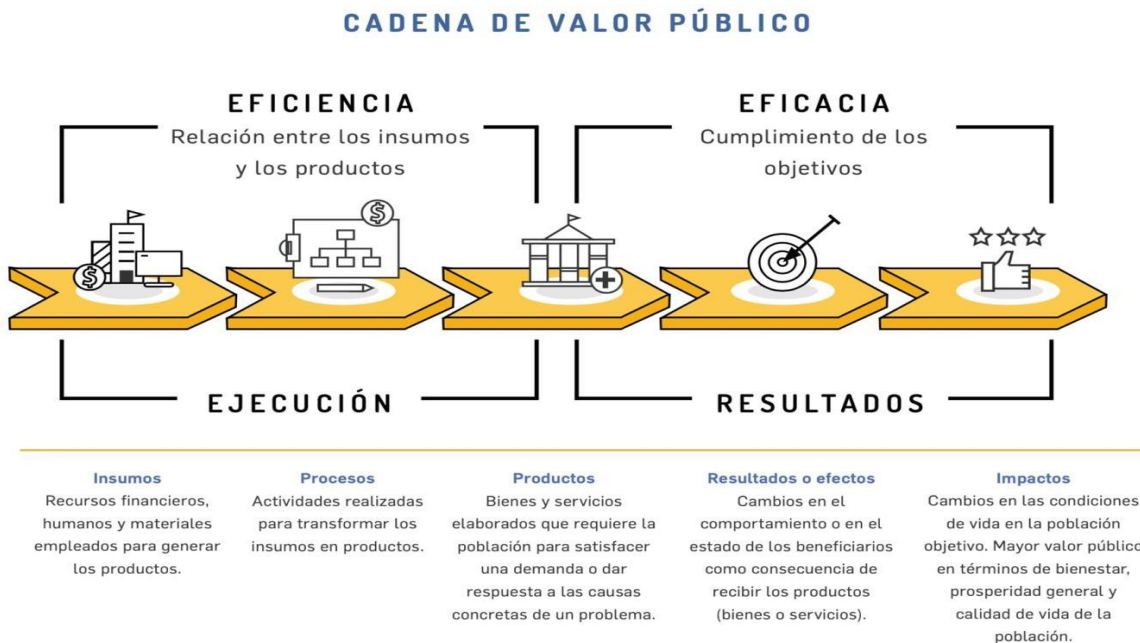 CADENA DE VALOR PÚBLICO
EFICIENCIA
Relación entre los insumos
y los productos
EFICACIA
Cumplimiento de los
objetivos
$
$
EJECUCIÓN
RESULTADOS
Insumos
Recursos financieros,
humanos y materiales
empleados para generar
los productos.
Procesos
Actividades realizadas
para transformar los
insumos en productos.
Productos
Bienes y servicios
elaborados que requiere la
población para satisfacer
una demanda o dar
respuesta a las causas
concretas de un problema.
Resultados o efectos
Cambios en el
comportamiento o en el
estado de los beneficiarios
como consecuencia de
recibir los productos
(bienes o servicios).
Impactos
Cambios en las condiciones
de vida en la población
objetivo. Mayor valor público
en términos de bienestar,
prosperidad general y
calidad de vida de la
población.